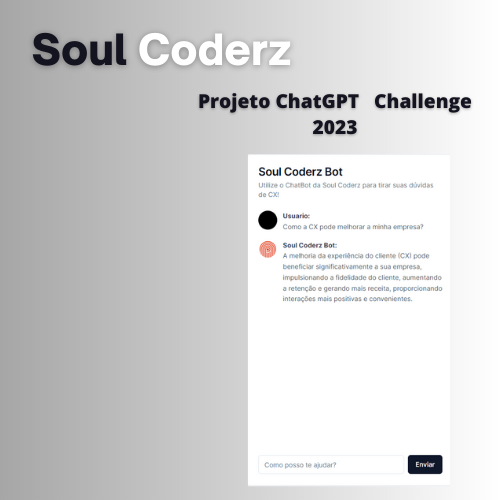 Soul Coderz
Projeto ChatGPT Challenge
2023
Soul Coderz Bot
Utilize o ChatBot da Soul Coderz para tirar suas dúvidas
de CX!
Usuario:
Como a CX pode melhorar a minha empresa?
Soul Coderz Bot:
A melhoria da experiência do cliente (CX) pode
beneficiar significativamente a sua empresa,
impulsionando a fidelidade do cliente, aumentando
a retenção e gerando mais receita, proporcionando
interações mais positivas e convenientes.
Como posso te ajudar?
Enviar